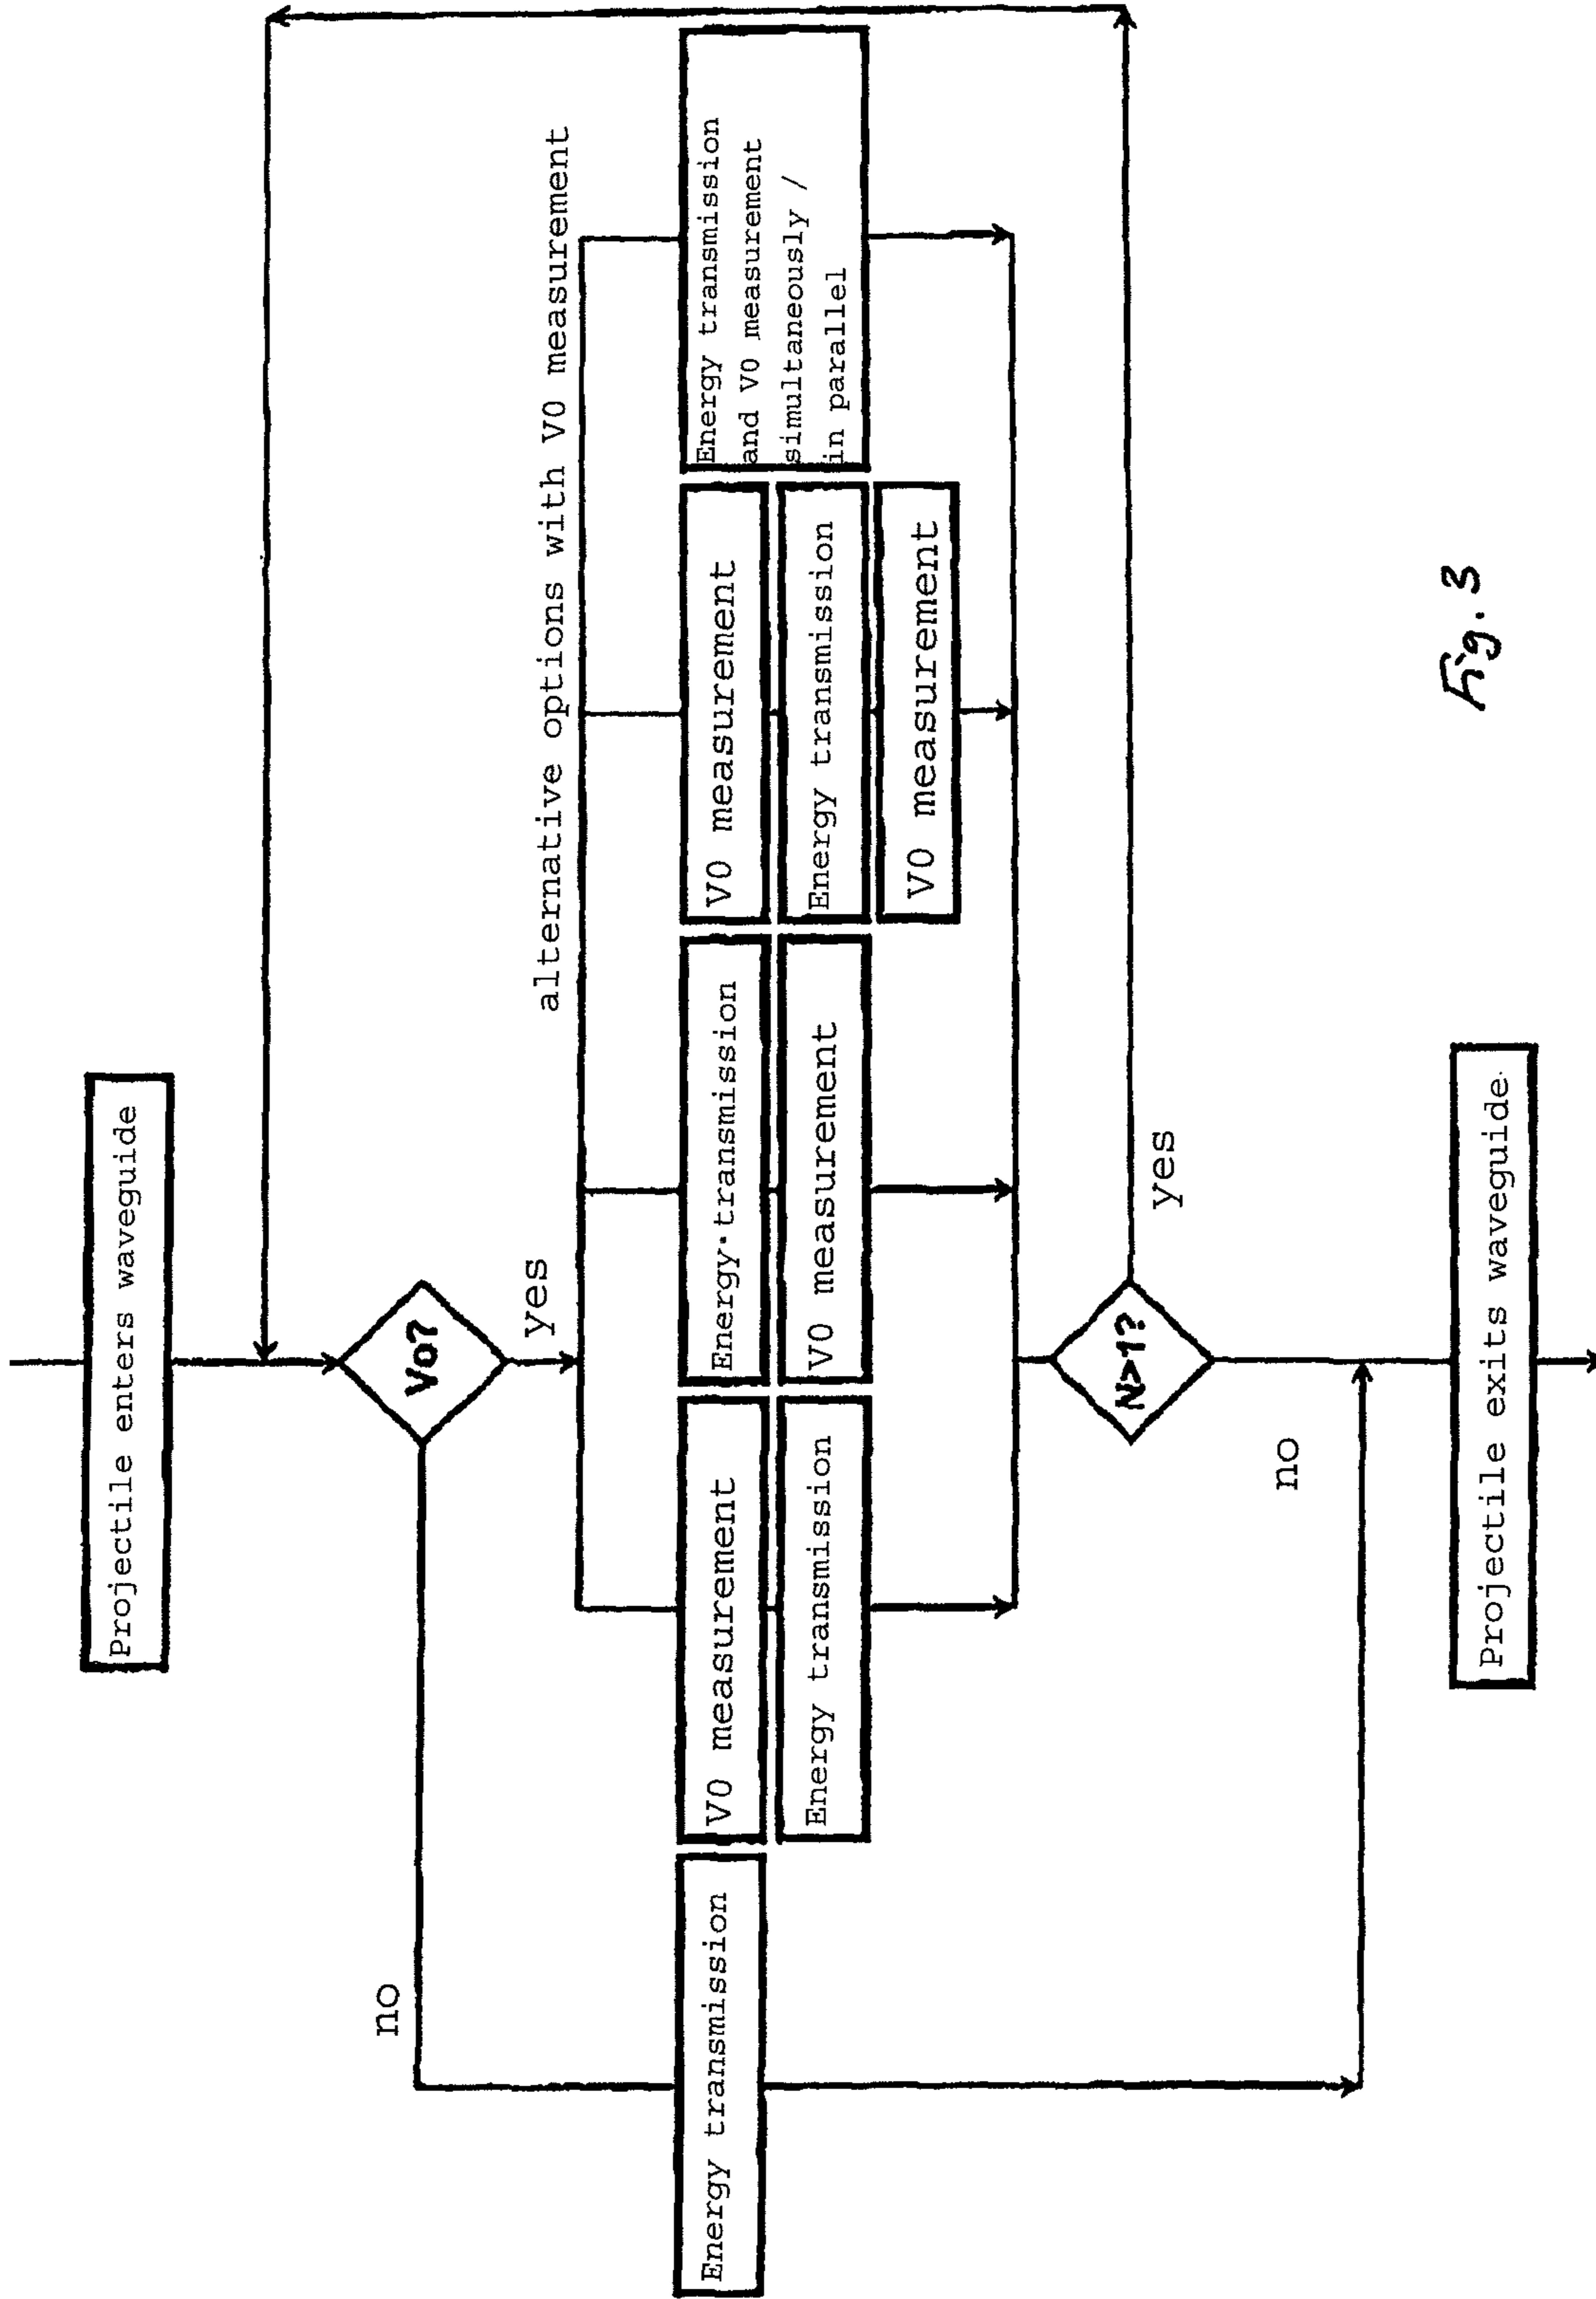 Projectile enters waveguide
Vo?
no
yes
alternative options with V0 measurement
Energy transmission
V0 measurement
Energy transmission
Energy transmission
V0 measurement
V0 measurement
Energy transmission
V0 measurement
Energy transmission
and V0 measurement
simultaneously /
in parallel
N>1?
yes
no
Projectile exits waveguide
Fig. 3